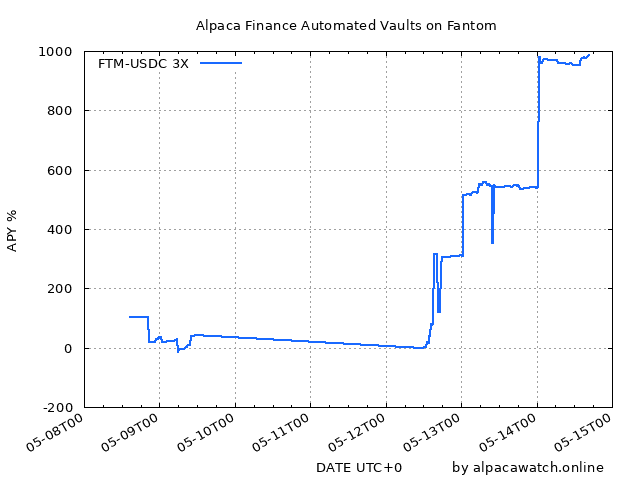 Alpaca Finance Automated Vaults on Fantom
FTM-USDC 3X
1000
800
600
400
200
0
-200
APY %
05-08T00
05-09T00
05-10T00
05-11T00
05-12T00
05-13T00
05-14T00
05-15T00
DATE UTC+0
by alpacawatch.online